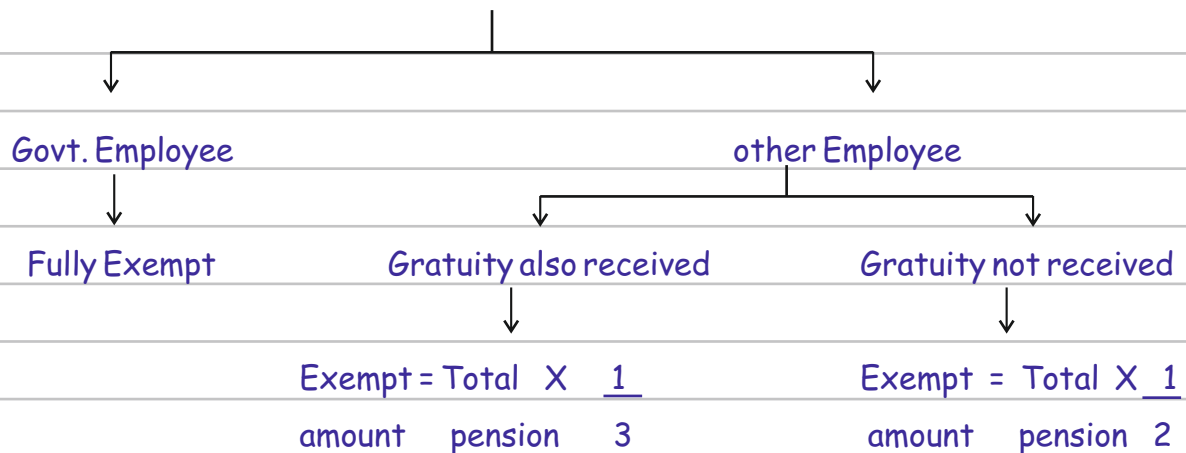 Govt. Employee other Employee
Fully Exempt Gratuity also received Gratuity not received
Exempt = Total X 1 Exempt = Total X 1
amount pension 3 amount pension 2